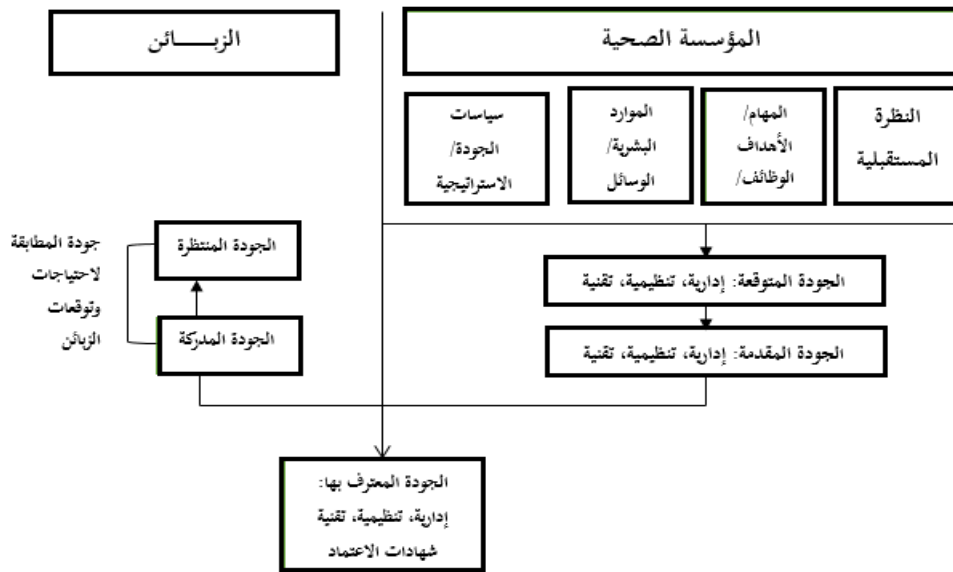 المؤسسة الصحية
الزبـــــائن
النظرة
المستقبلية
المهام/
الأهداف
الوظائف/
الموارد
البشرية/
الوسائل
سياسات
الجودة/
الاستراتيجية
الجودة المتوقعة: إدارية، تنظيمية، تقنية
الجودة المقدمة: إدارية، تنظيمية، تقنية
الجودة المنتظرة
الجودة المدركة
جودة المطابقة
لاحتياجات
وتوقعات
الزبائن
الجودة المعترف بها:
إدارية، تنظيمية، تقنية
شهادات الاعتماد